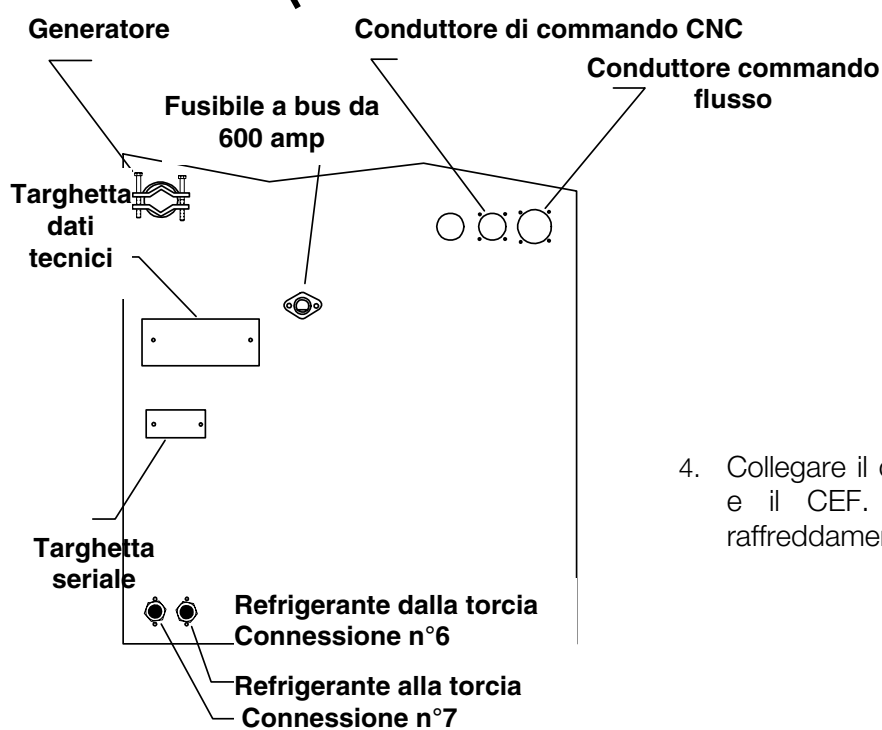 Generatore
Conduttore di commando CNC
Conduttore commando
flusso
Fusibile a bus da
600 amp
Targhetta
dati
tecnici
4. Collegare il
e il CEF.
Targhetta
seriale
Refrigerante dalla torcia
Connessione n°6
Refrigerante alla torcia
Connessione n°7